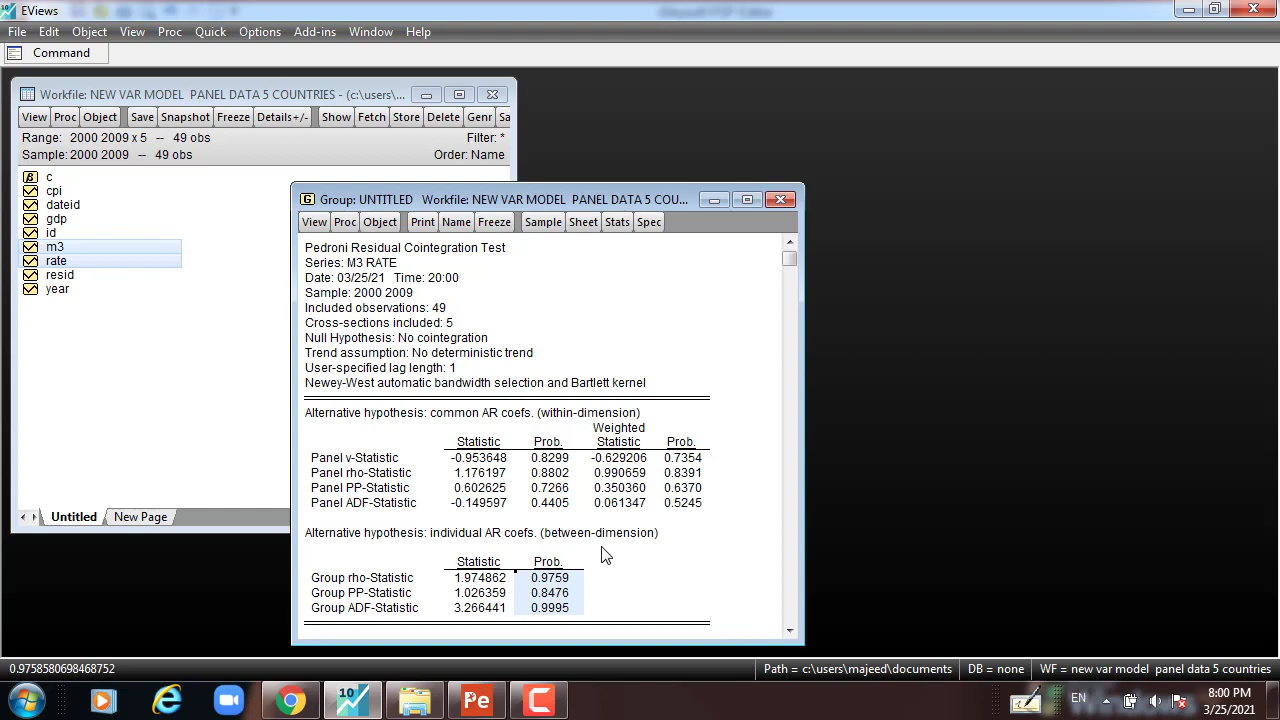 EViews
File Edit Object View Proc Quick Options Add-ins Window Help
Command
Workfile: NEW VAR MODEL PANEL DATA 5 COUNTRIES - (c:\users\...
View Proc Object Save Snapshot Freeze Details+/- Show Fetch Store Delete Genr Sa
Range: 2000 2009 x 5 -- 49 obs Filter: *
Sample: 2000 2009 -- 49 obs Order: Name
c
cpi
dateid
gdp
id
m3
rate
resid
year
Untitled New Page
Group: UNTITLED Workfile: NEW VAR MODEL PANEL DATA 5 COU...
View Proc Object Print Name Freeze Sample Sheet Stats Spec
Pedroni Residual Cointegration Test
Series: M3 RATE
Date: 03/25/21 Time: 20:00
Sample: 2000 2009
Included observations: 49
Cross-sections included: 5
Null Hypothesis: No cointegration
Trend assumption: No deterministic trend
User-specified lag length: 1
Newey-West automatic bandwidth selection and Bartlett kernel
Alternative hypothesis: common AR coefs. (within-dimension)
Weighted
Statistic Prob. Statistic Prob.
Panel v-Statistic -0.953648 0.8299 -0.629206 0.7354
Panel rho-Statistic 1.176197 0.8802 0.990659 0.8391
Panel PP-Statistic 0.602625 0.7266 0.350360 0.6370
Panel ADF-Statistic -0.149597 0.4405 0.061347 0.5245
Alternative hypothesis: individual AR coefs. (between-dimension)
Statistic Prob.
Group rho-Statistic 1.974862 0.9759
Group PP-Statistic 1.026359 0.8476
Group ADF-Statistic 3.266441 0.9995
0.9758580698468752 Path = c:\users\majeed\documents DB = none WF = new var model panel data 5 countries
10 Pe C EN 8:00 PM
3/25/2021